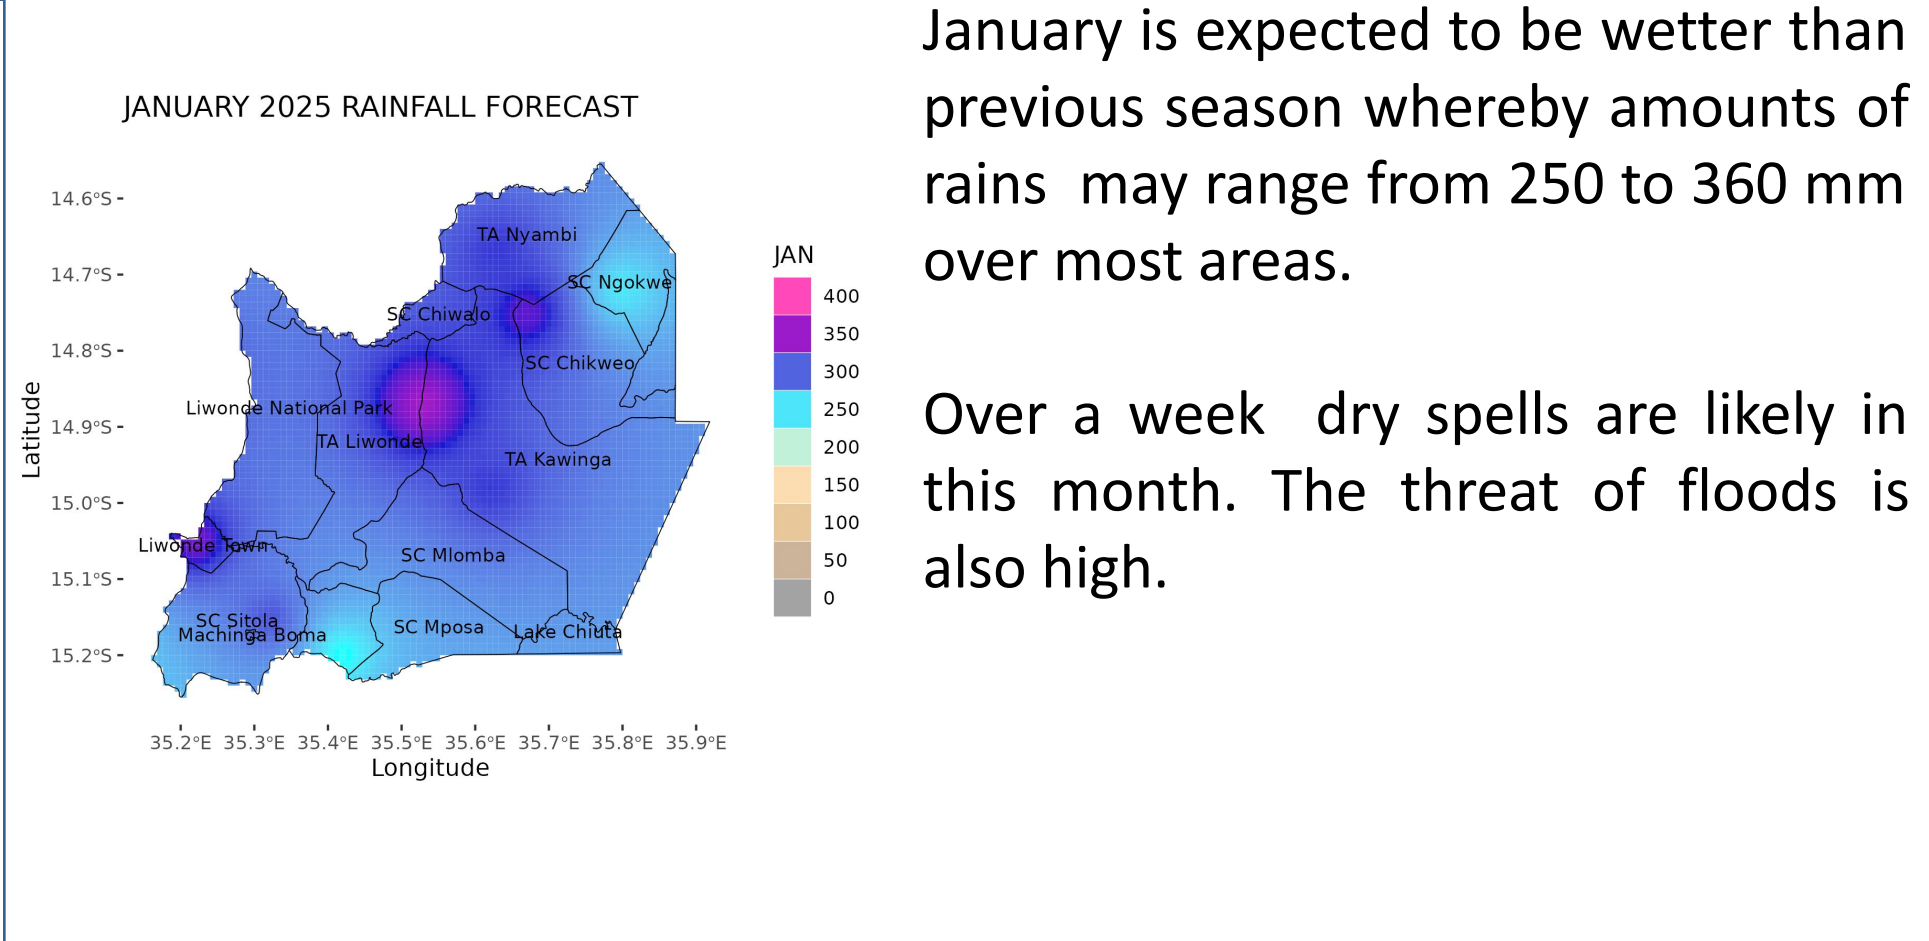 January is expected to be wetter than
previous season whereby amounts of
rains may range from 250 to 360 mm
over most areas.
Over a week dry spells are likely in
this month. The threat of floods is
also high.
JANUARY 2025 RAINFALL FORECAST
14.6°S
14.7°S
14.8°S
14.9°S
15.0°S
15.1°S
15.2°S
Latitude
TA Nyambi
SC Ngokwe
SC Chiwalo
SC Chikweo
Liwonde National Park
TA Liwonde
TA Kawinga
Liwonde Town
SC Mlomba
SC Sitola
Machinga Boma
SC Mposa
Lake Chiuta
35.2°E 35.3°E 35.4°E 35.5°E 35.6°E 35.7°E 35.8°E 35.9°E
Longitude
JAN
400
350
300
250
200
150
100
50
0